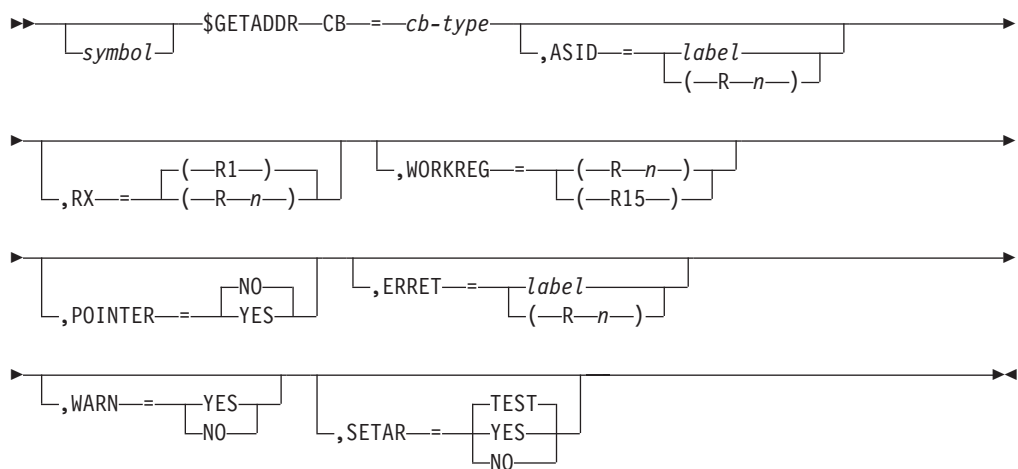 $GETADDR CB = cb-type
symbol ,ASID = label
( R n )
( R1 )
,RX = ( R n )
,WORKREG = ( R n )
( R15 )
NO
,POINTER = YES
,ERRET = label
( R n )
,WARN = YES
NO
TEST
,SETAR = YES
NO